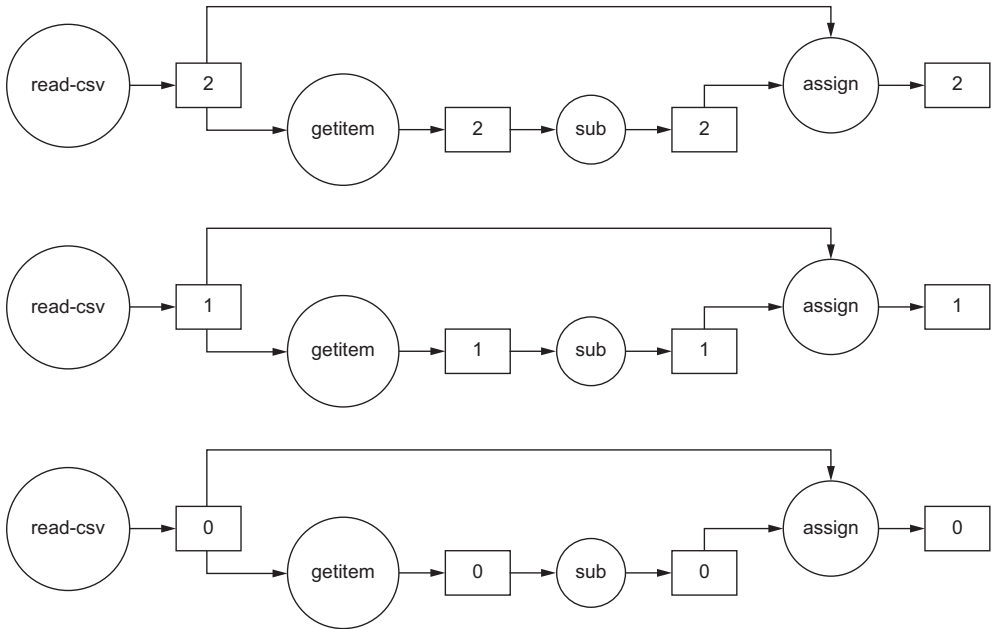 read-csv 2 assign 2
getitem 2 sub 2
read-csv 1 assign 1
getitem 1 sub 1
read-csv 0 assign 0
getitem 0 sub 0